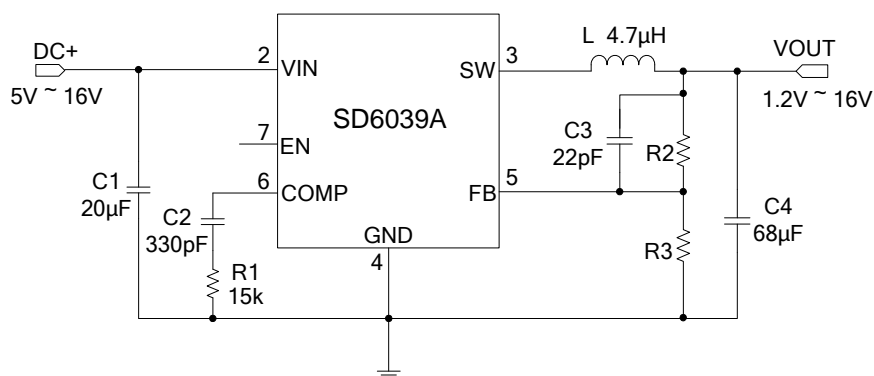 DC+
5V ~ 16V
2
VIN
SD6039A
SW
3
L 4.7μH
VOUT
1.2V ~ 16V
7
EN
C3
22pF
R2
C1
20μF
6
COMP
FB
5
C2
330pF
GND
4
R1
15k
R3
C4
68μF